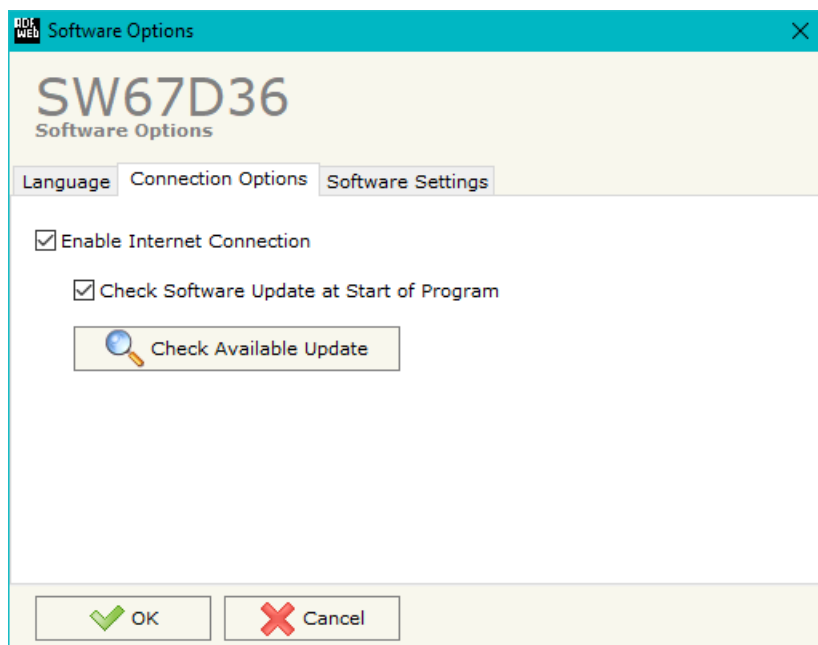 ADF
WEB
Software Options
SW67D36
Software Options
Language
Connection Options
Software Settings
Enable Internet Connection
Check Software Update at Start of Program
Check Available Update
OK
Cancel